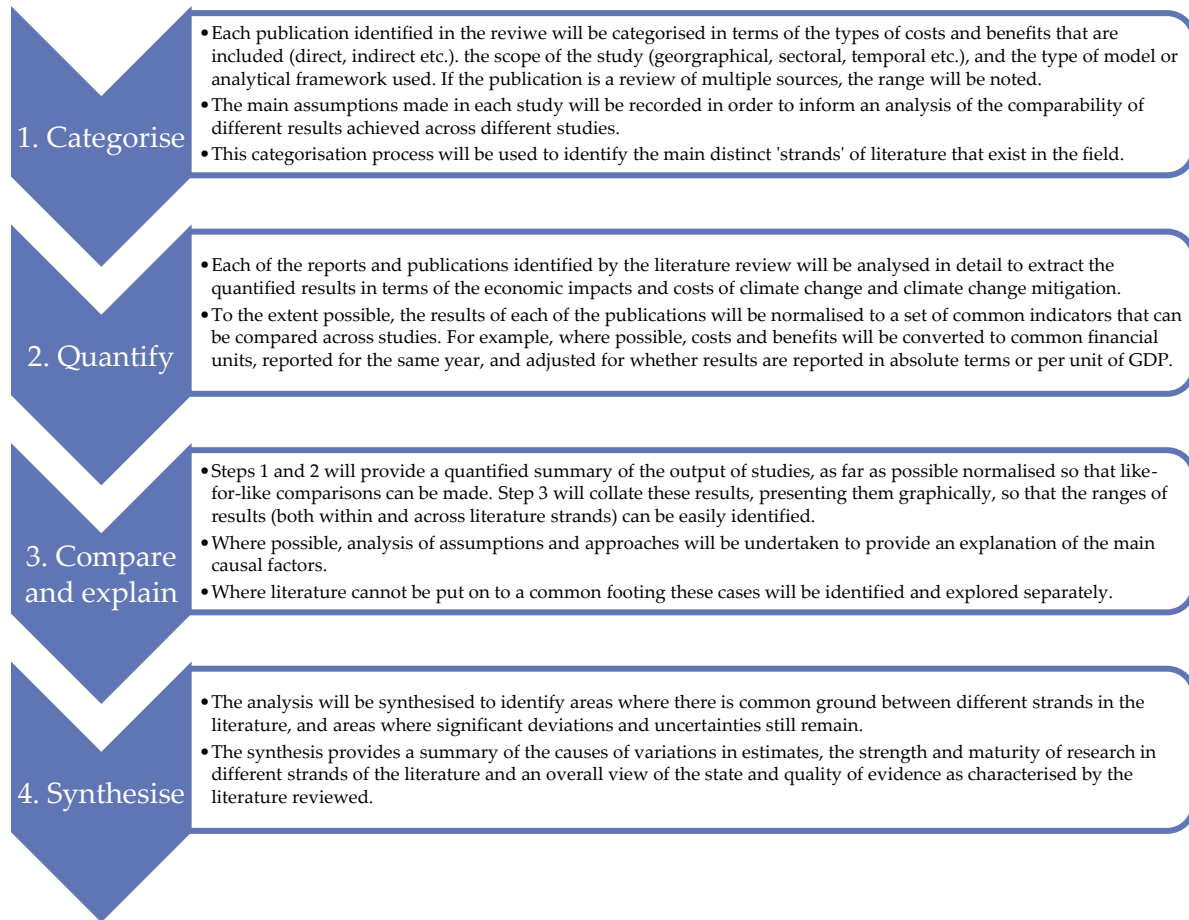 1. Categorise
•Each publication identified in the reviwe will be categorised in terms of the types of costs and benefits that are
included (direct, indirect etc.). the scope of the study (georgraphical, sectoral, temporal etc.), and the type of model or
analytical framework used. If the publication is a review of multiple sources, the range will be noted.
•The main assumptions made in each study will be recorded in order to inform an analysis of the comparability of
different results achieved across different studies.
•This categorisation process will be used to identify the main distinct 'strands' of literature that exist in the field.
2. Quantify
•Each of the reports and publications identified by the literature review will be analysed in detail to extract the
quantified results in terms of the economic impacts and costs of climate change and climate change mitigation.
•To the extent possible, the results of each of the publications will be normalised to a set of common indicators that can
be compared across studies. For example, where possible, costs and benefits will be converted to common financial
units, reported for the same year, and adjusted for whether results are reported in absolute terms or per unit of GDP.
3. Compare
and explain
•Steps 1 and 2 will provide a quantified summary of the output of studies, as far as possible normalised so that like-
for-like comparisons can be made. Step 3 will collate these results, presenting them graphically, so that the ranges of
results (both within and across literature strands) can be easily identified.
•Where possible, analysis of assumptions and approaches will be undertaken to provide an explanation of the main
causal factors.
•Where literature cannot be put on to a common footing these cases will be identified and explored separately.
4. Synthesise
•The analysis will be synthesised to identify areas where there is common ground between different strands in the
literature, and areas where significant deviations and uncertainties still remain.
•The synthesis provides a summary of the causes of variations in estimates, the strength and maturity of research in
different strands of the literature and an overall view of the state and quality of evidence as characterised by the
literature reviewed.